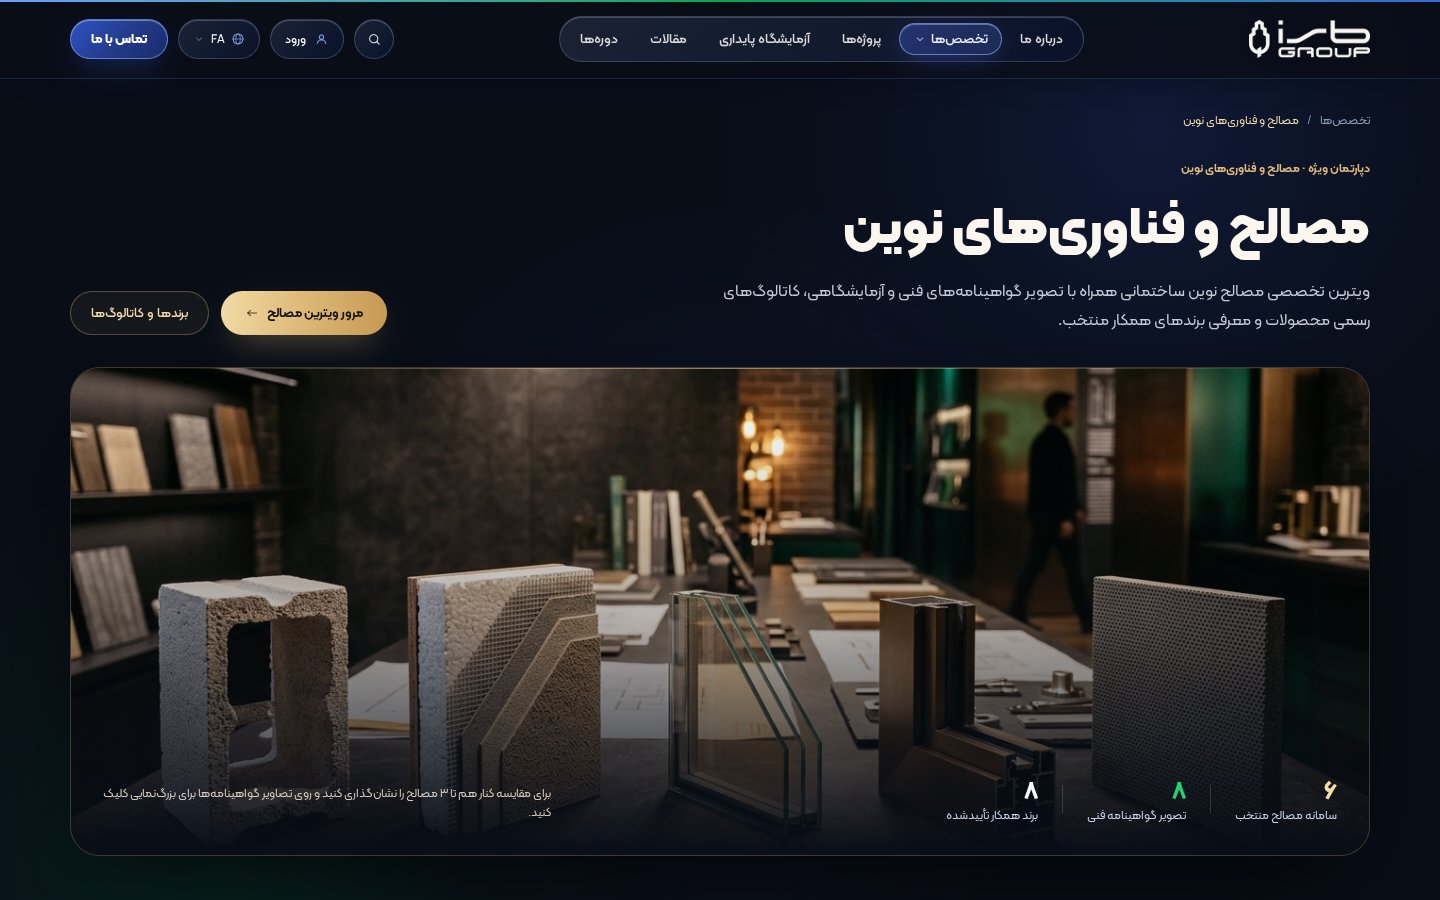 isb
GROUP
درباره ما
تخصص‌ها
پروژه‌ها
آزمایشگاه پایداری
مقالات
دوره‌ها
ورود
FA
تماس با ما
تخصص‌ها / مصالح و فناوری‌های نوین
دپارتمان ویژه · مصالح و فناوری‌های نوین
مصالح و فناوری‌های نوین
ویترین تخصصی مصالح نوین ساختمانی همراه با تصویر گواهینامه‌های فنی و آزمایشگاهی، کاتالوگ‌های
رسمی محصولات و معرفی برندهای همکار منتخب.
مرور ویترین مصالح ←
برندها و کاتالوگ‌ها
۶
سامانه مصالح منتخب
۸
تصویر گواهینامه فنی
۸
برند همکار تأییدشده
برای مقایسه کنار هم تا ۳ مصالح را نشان‌گذاری کنید و روی تصاویر گواهینامه‌ها برای بزرگ‌نمایی کلیک
کنید.